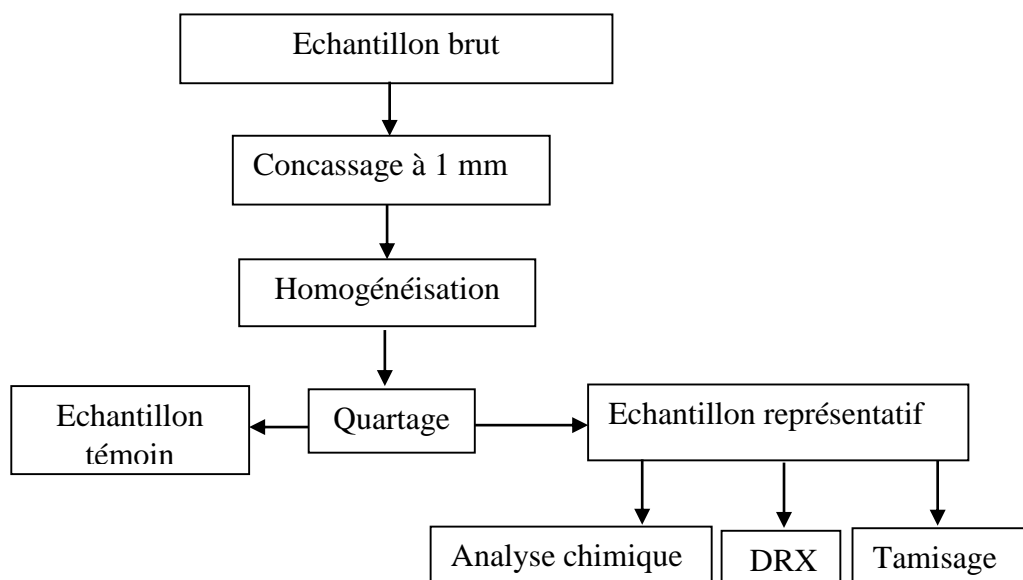 Echantillon brut
Concassage à 1 mm
Homogénéisation
Echantillon
témoin
Quartage
Echantillon représentatif
Analyse chimique
DRX
Tamisage